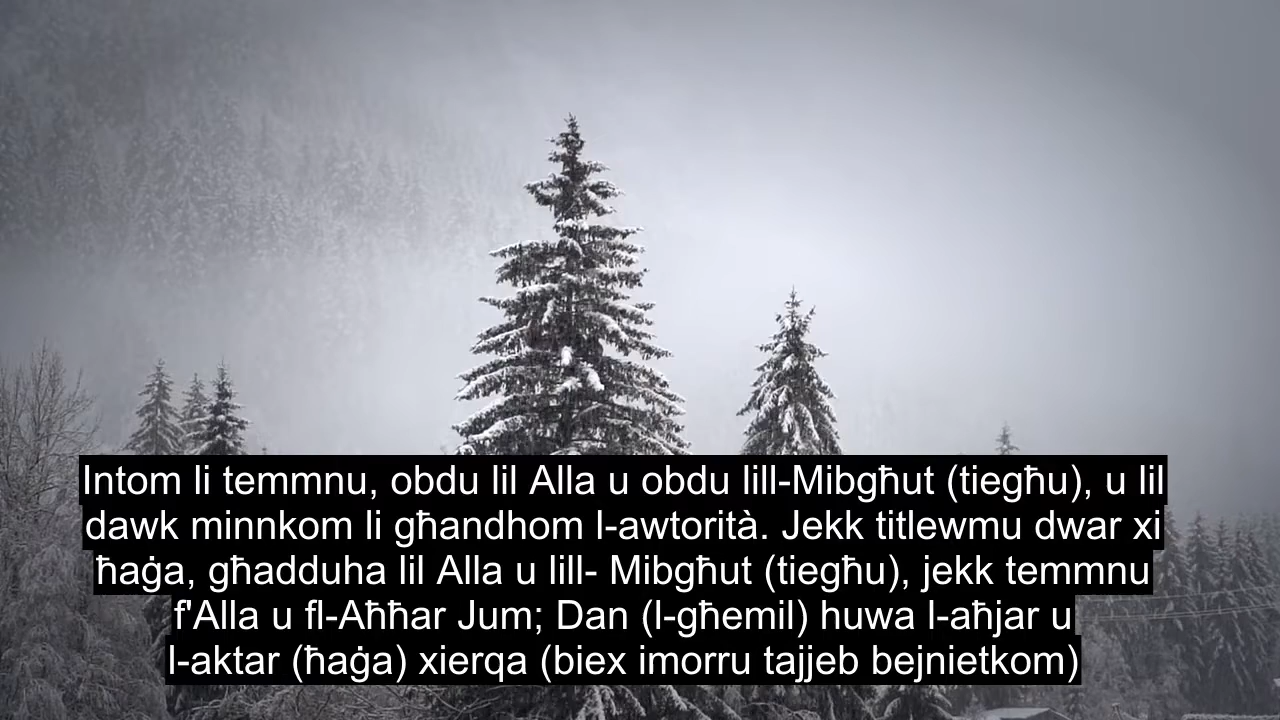 Intom li temmnu, obdu lil Alla u obdu lill-Mibgħut (tiegħu), u lil
dawk minnkom li għandhom l-awtorità. Jekk titlewmu dwar xi
ħaġa, għadduha lil Alla u lill- Mibgħut (tiegħu), jekk temmnu
f'Alla u fl-Aħħar Jum; Dan (l-għemil) huwa l-aħjar u
l-aktar (ħaġa) xierqa (biex imorru tajjeb bejnietkom)